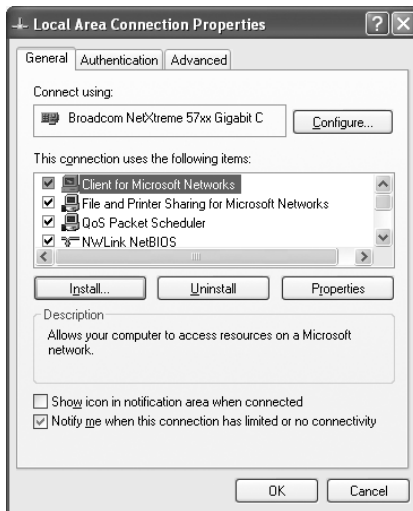 Local Area Connection Properties
General Authentication Advanced
Connect using:
Broadcom NetXtreme 57xx Gigabit C
Configure...
This connection uses the following items:
Client for Microsoft Networks
File and Printer Sharing for Microsoft Networks
QoS Packet Scheduler
NWLink NetBIOS
Install... Uninstall Properties
Description
Allows your computer to access resources on a Microsoft
network.
Show icon in notification area when connected
Notify me when this connection has limited or no connectivity
OK Cancel